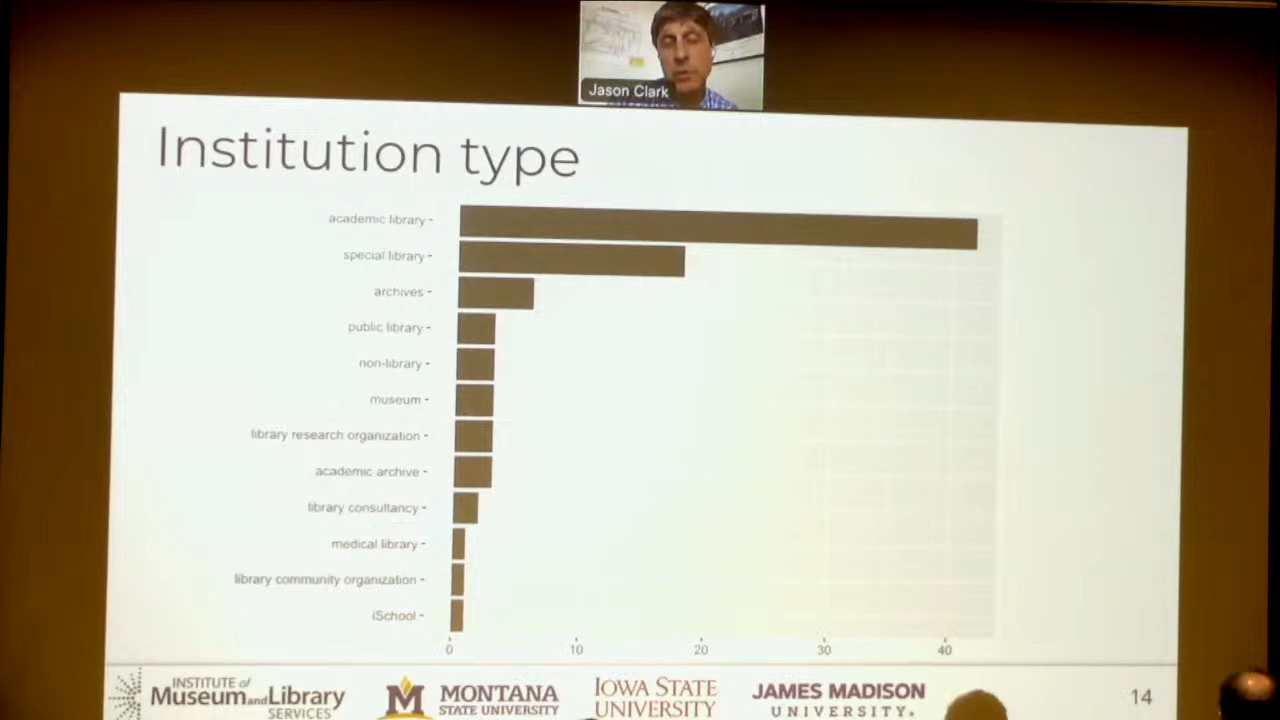 Jason Clark
Institution type
academic library
special library
archives
public library
non-library
museum
library research organization
academic archive
library consultancy
medical library
library community organization
iSchool
0 10 20 30 40
INSTITUTE of
Museum and Library
SERVICES
MONTANA
STATE UNIVERSITY
IOWA STATE
UNIVERSITY
JAMES MADISON
UNIVERSITY.
14